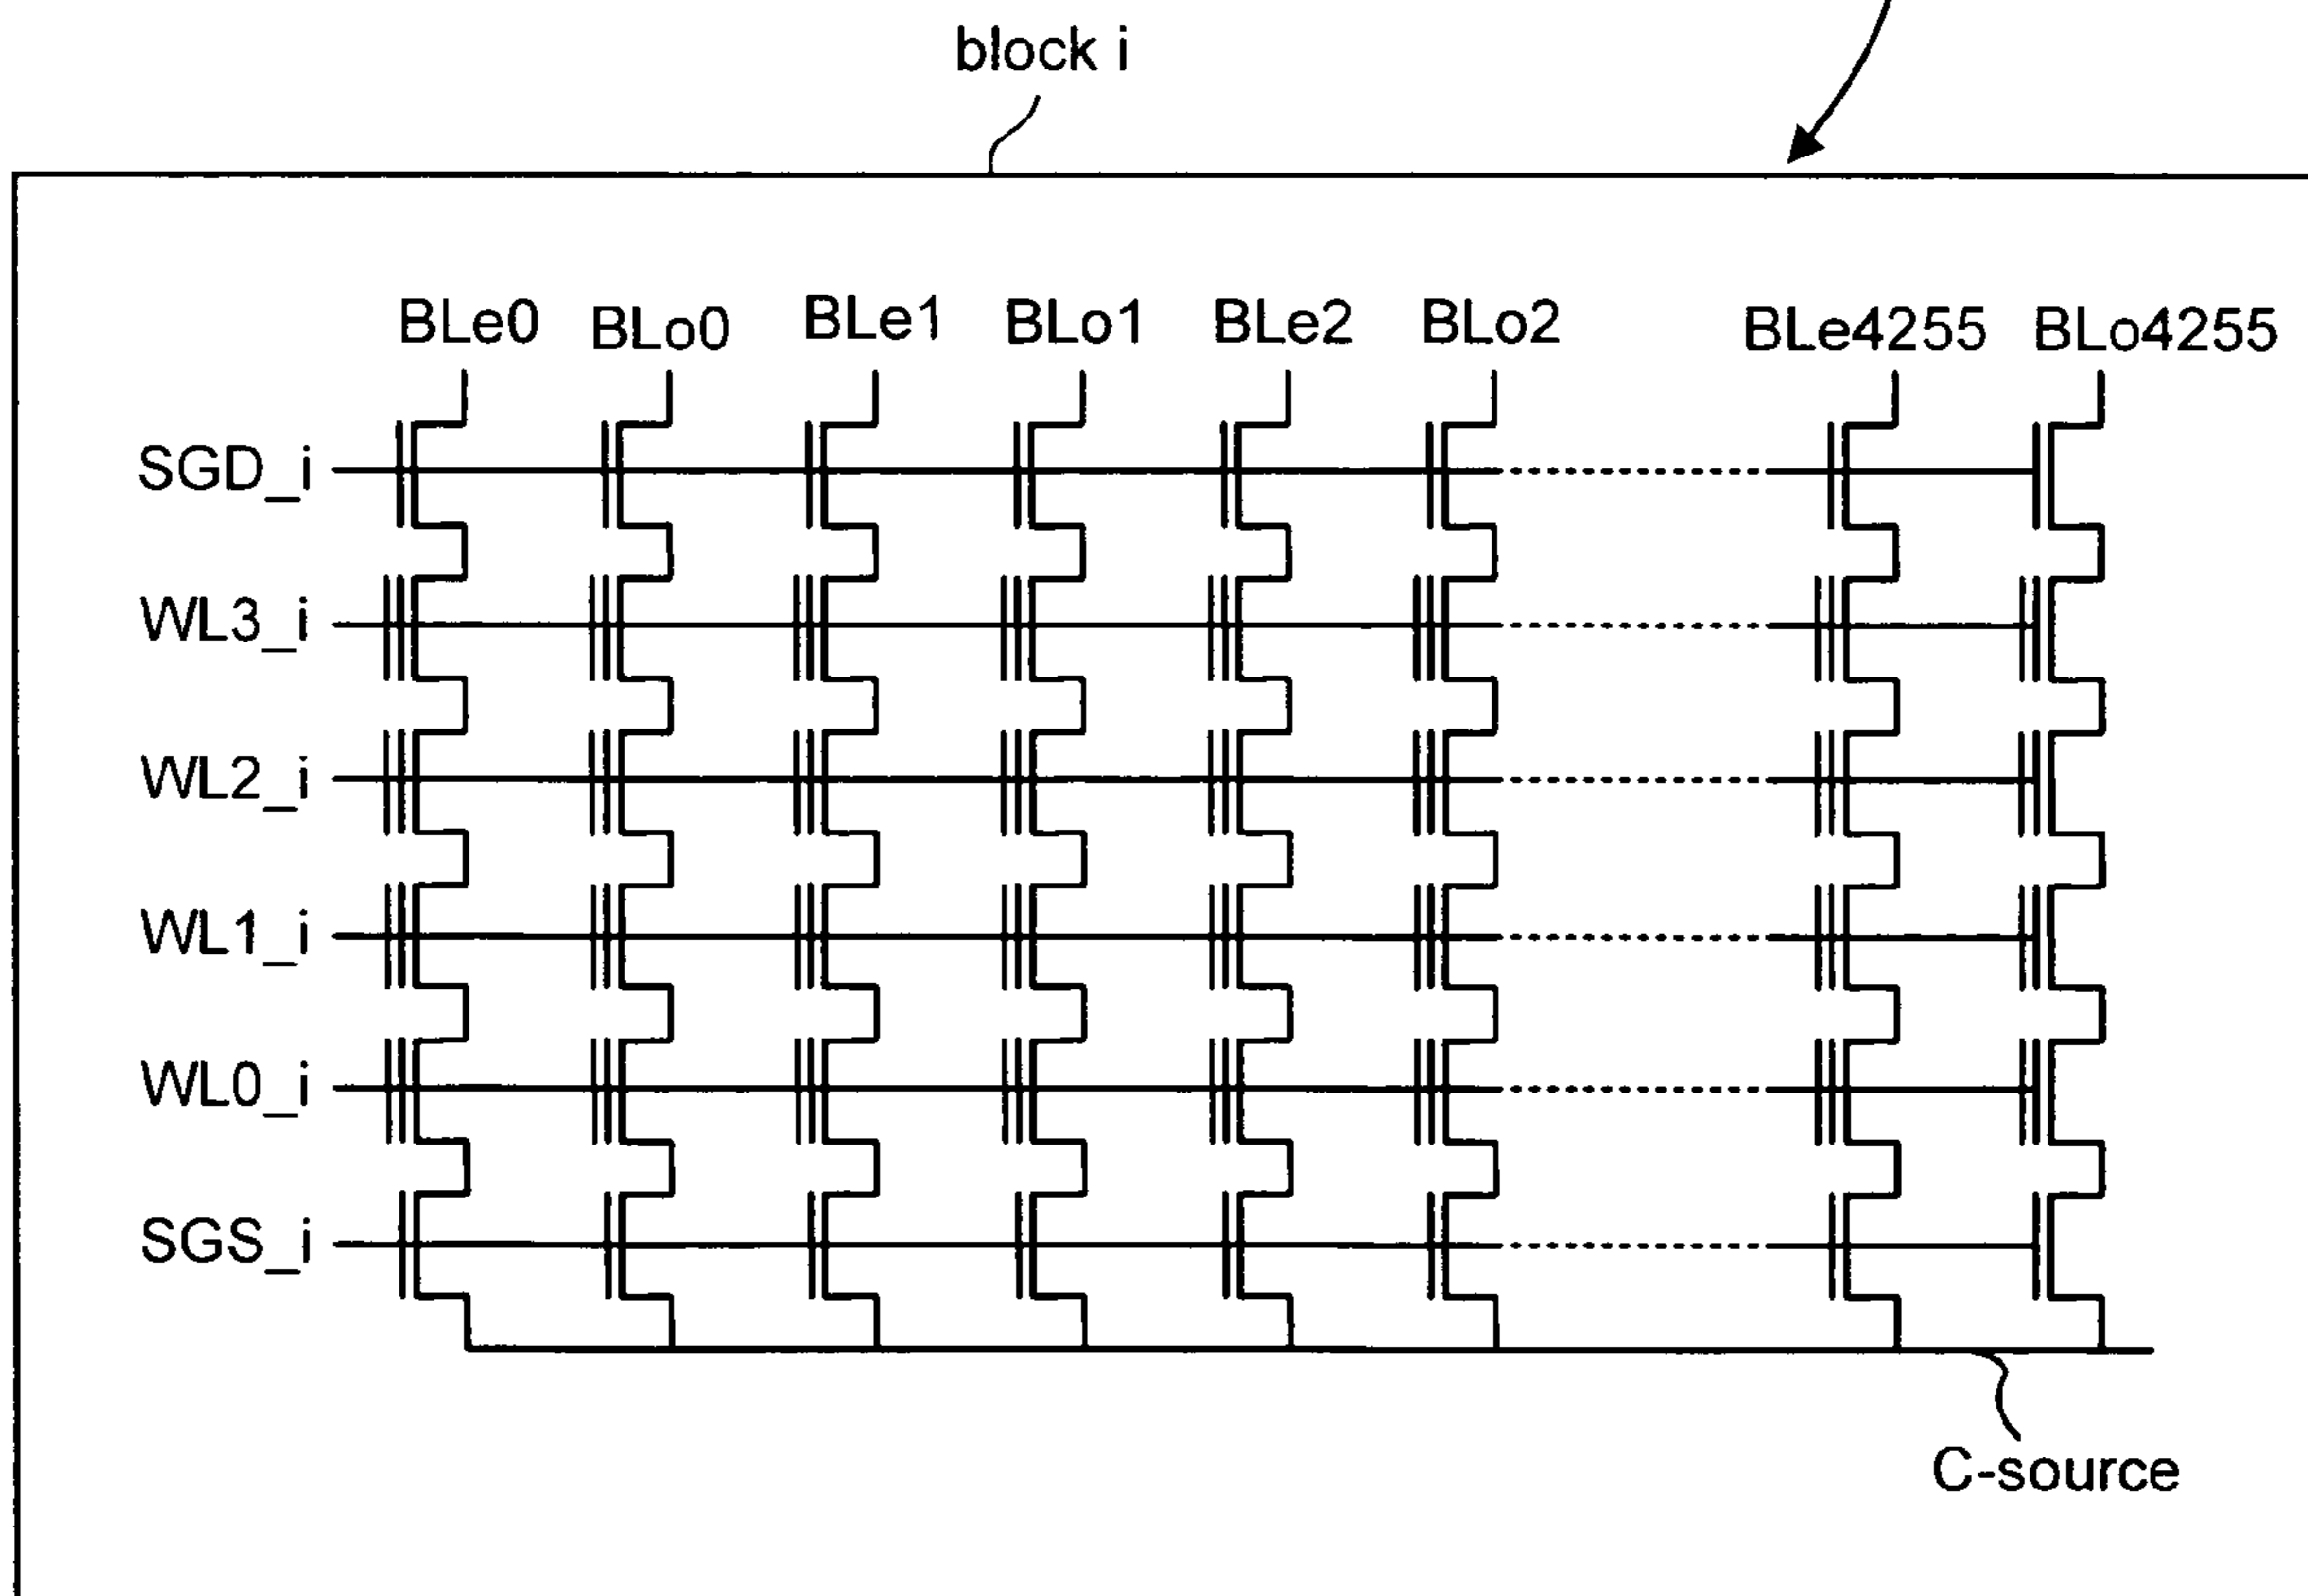 block i
BLe0 BLo0 BLe1 BLo1 BLe2 BLo2 BLe4255 BLo4255
SGD_i
WL3_i
WL2_i
WL1_i
WL0_i
SGS_i
C-source